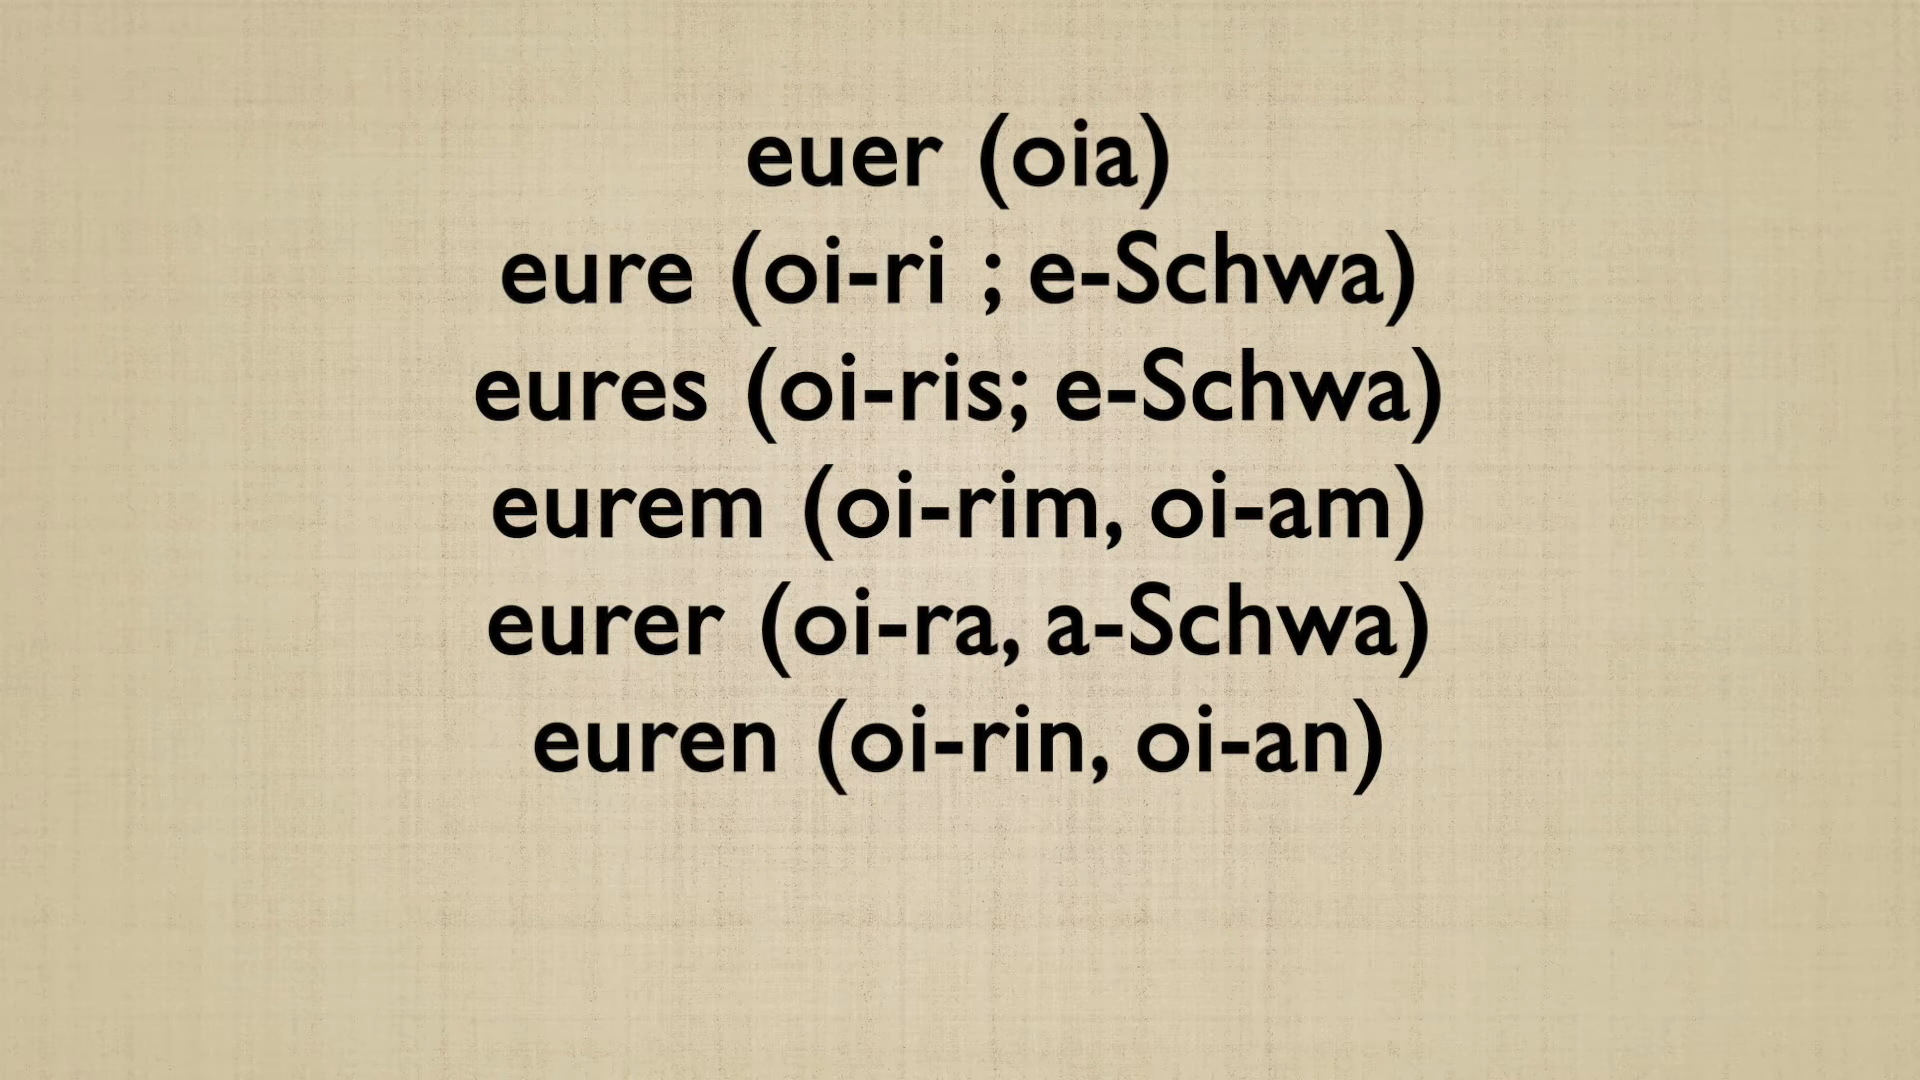 euer (oia)
eure (oi-ri ; e-Schwa)
eures (oi-ris; e-Schwa)
eurem (oi-rim, oi-am)
eurer (oi-ra, a-Schwa)
euren (oi-rin, oi-an)